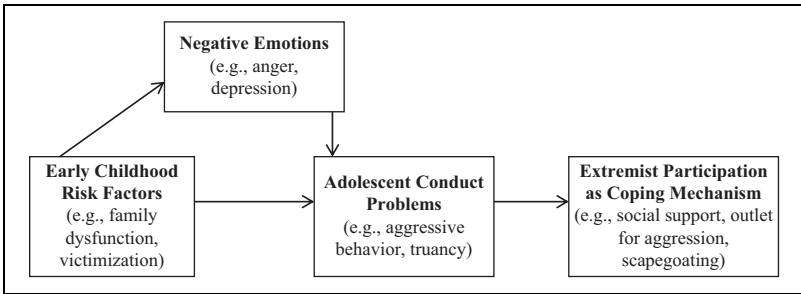 Negative Emotions
(e.g., anger,
depression)
Early Childhood
Risk Factors
(e.g., family
dysfunction,
victimization)
Adolescent Conduct
Problems
(e.g., aggressive
behavior, truancy)
Extremist Participation
as Coping Mechanism
(e.g., social support, outlet
for aggression,
scapegoating)